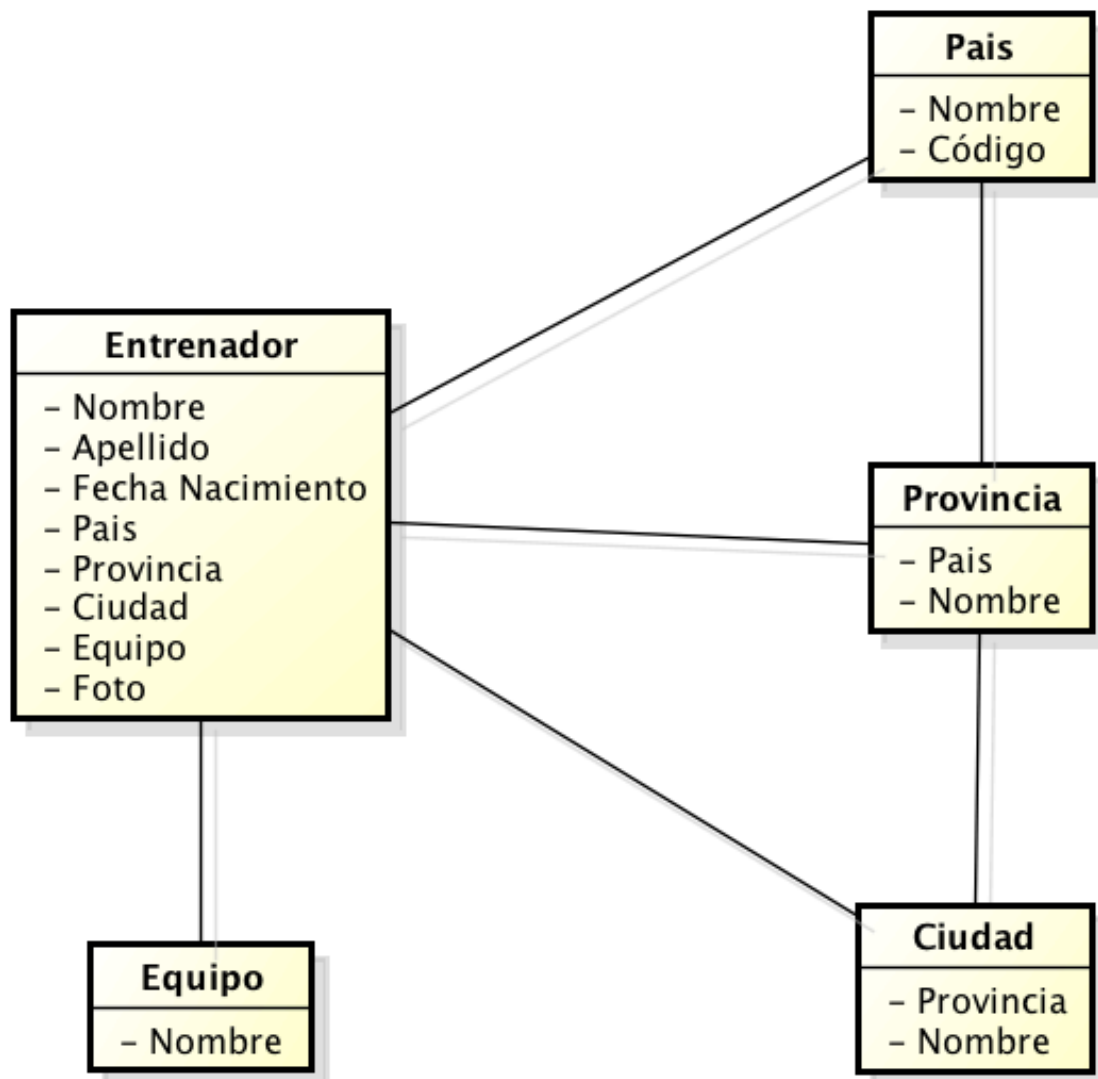 Pais
– Nombre
– Código
Entrenador
– Nombre
– Apellido
– Fecha Nacimiento
– Pais
– Provincia
– Ciudad
– Equipo
– Foto
Provincia
– Pais
– Nombre
Equipo
– Nombre
Ciudad
– Provincia
– Nombre